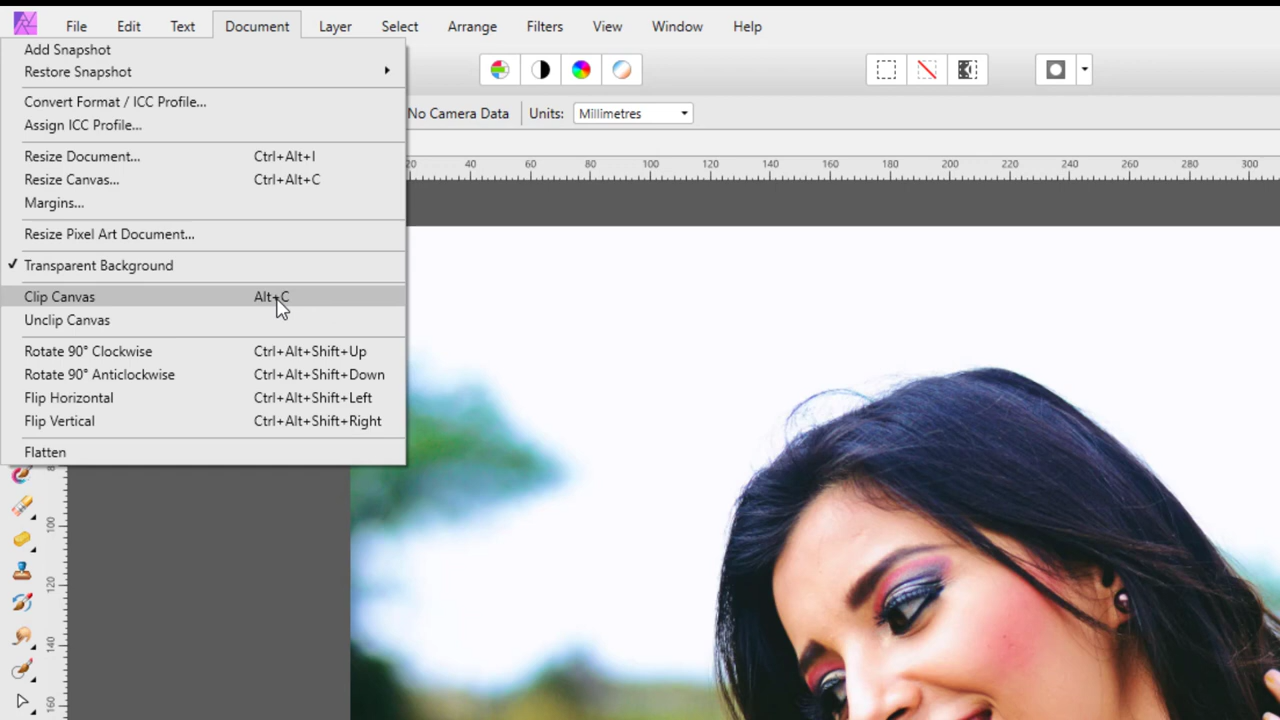 File Edit Text Document Layer Select Arrange Filters View Window Help
Add Snapshot
Restore Snapshot
Convert Format / ICC Profile...
Assign ICC Profile...
Resize Document... Ctrl+Alt+I
Resize Canvas... Ctrl+Alt+C
Margins...
Resize Pixel Art Document...
Transparent Background
Clip Canvas Alt+C
Unclip Canvas
Rotate 90° Clockwise Ctrl+Alt+Shift+Up
Rotate 90° Anticlockwise Ctrl+Alt+Shift+Down
Flip Horizontal Ctrl+Alt+Shift+Left
Flip Vertical Ctrl+Alt+Shift+Right
Flatten
No Camera Data Units: Millimetres
20 40 60 80 100 120 140 160 180 200 220 240 260 280 300
100
120
140
160